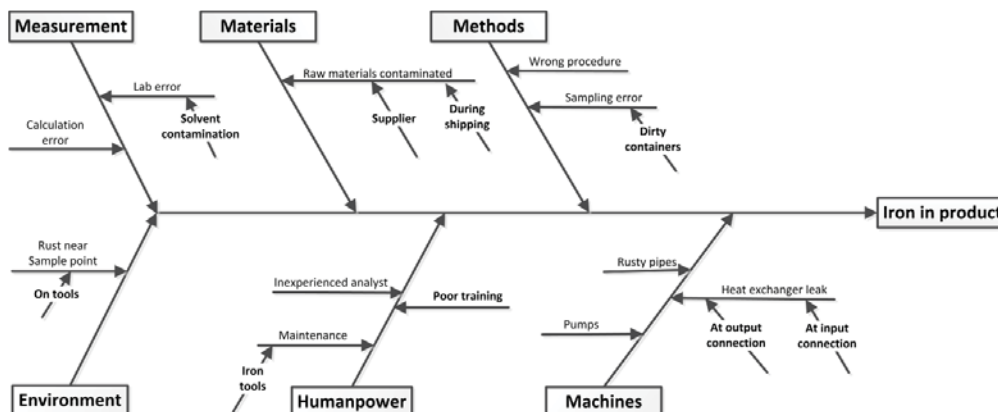 Measurement
Materials
Methods
Wrong procedure
Raw materials contaminated
Lab error
Sampling error
Solvent
contamination
Supplier
During
shipping
Dirty
containers
Calculation
error
Iron in product
Rust near
Sample point
On tools
Inexperienced analyst
Poor training
Maintenance
Iron
tools
Rusty pipes
Heat exchanger leak
Pumps
At output
connection
At input
connection
Environment
Humanpower
Machines